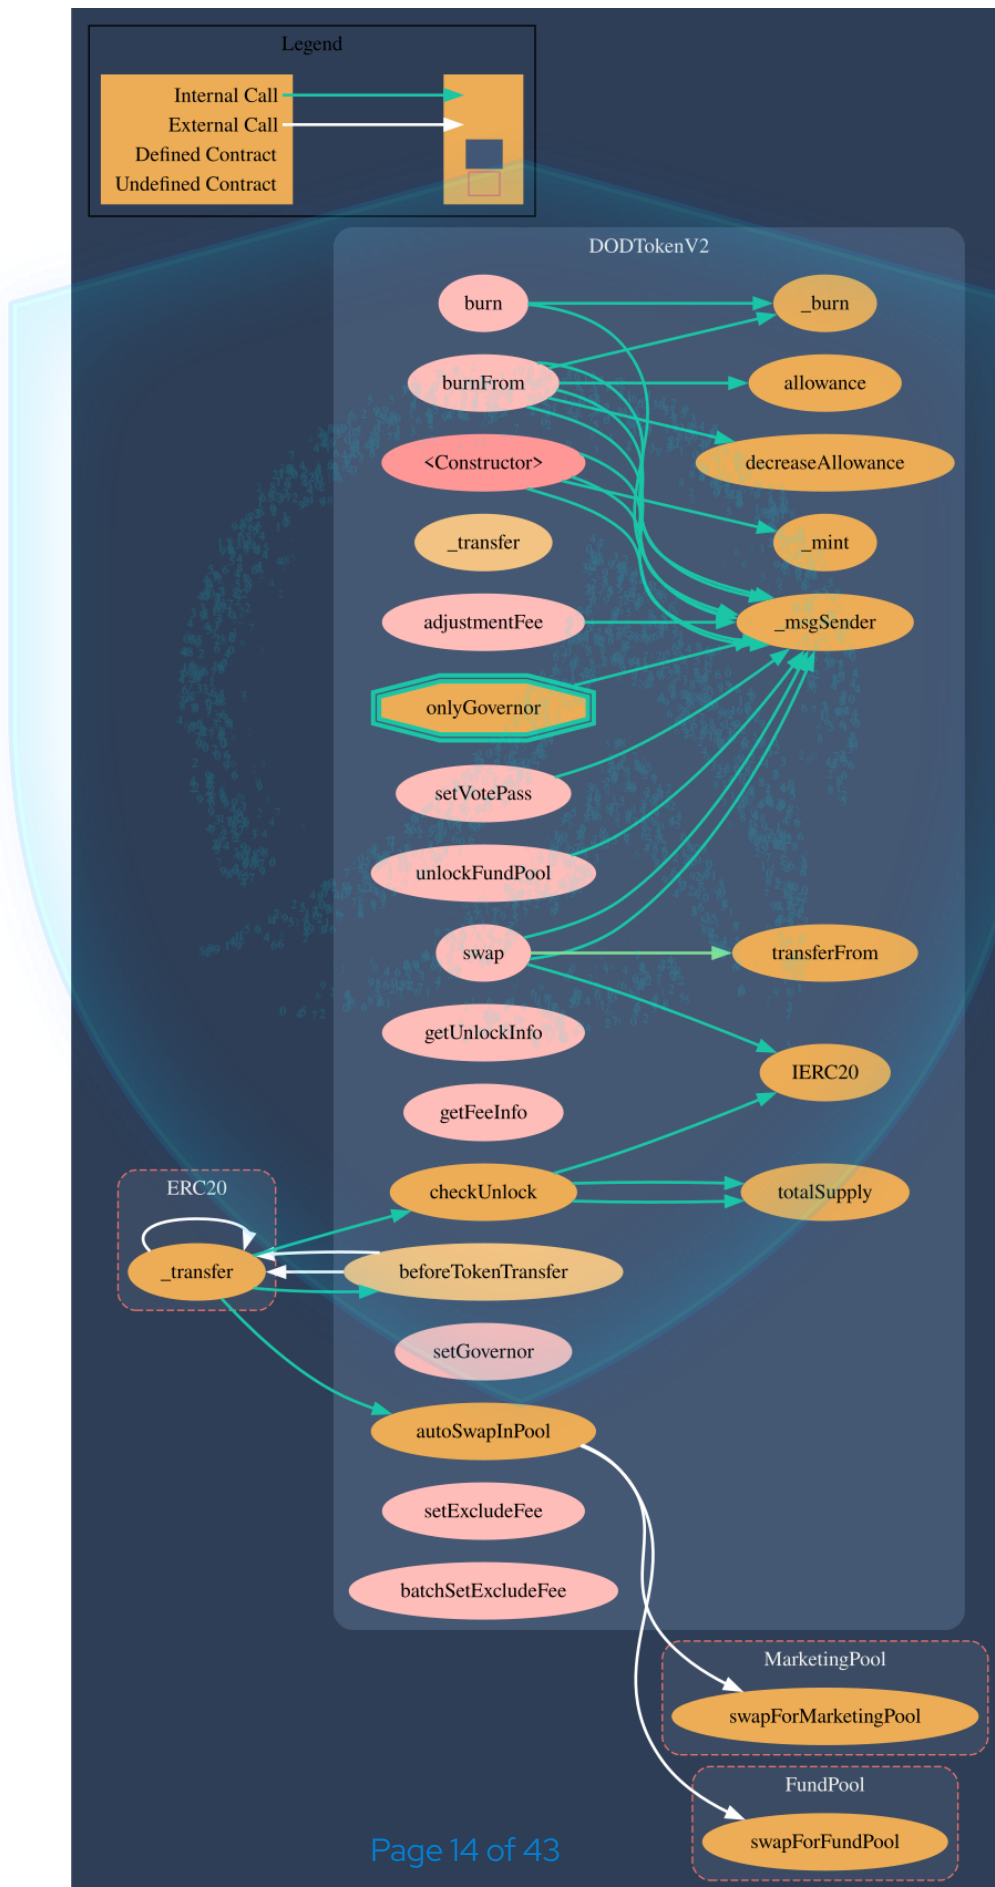 Legend
Internal Call
External Call
Defined Contract
Undefined Contract
DODTokenV2
burn
_burn
burnFrom
allowance
<Constructor>
decreaseAllowance
_transfer
_mint
adjustmentFee
_msgSender
onlyGovernor
setVotePass
unlockFundPool
swap
transferFrom
getUnlockInfo
IERC20
getFeeInfo
ERC20
checkUnlock
totalSupply
_transfer
beforeTokenTransfer
setGovernor
autoSwapInPool
setExcludeFee
batchSetExcludeFee
MarketingPool
swapForMarketingPool
FundPool
swapForFundPool
Page 14 of 43